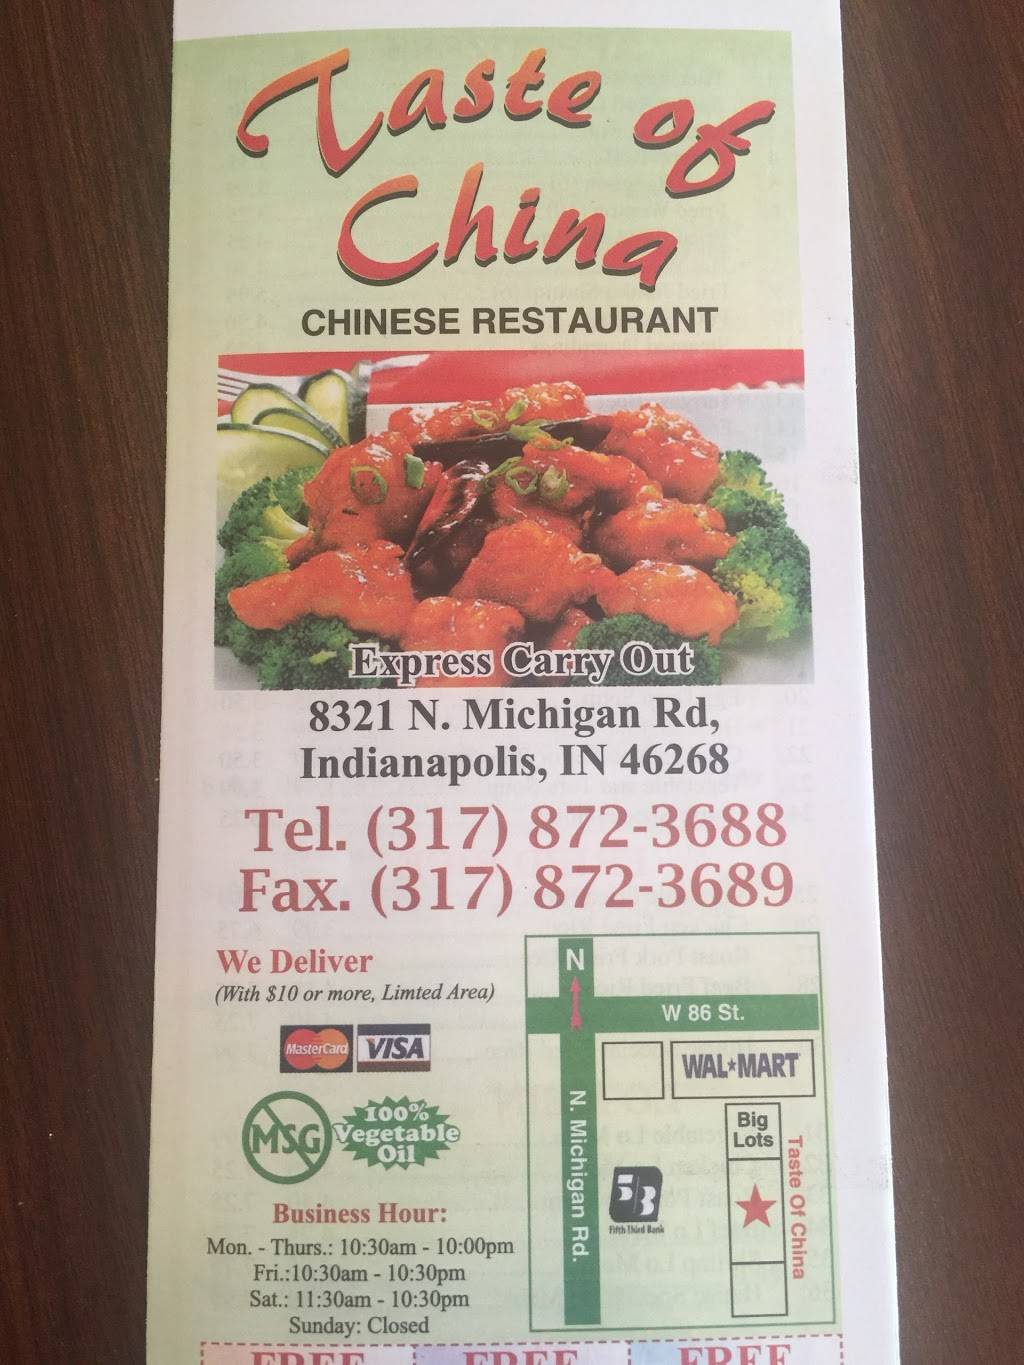 Taste of
China
CHINESE RESTAURANT
Express Carry Out
8321 N. Michigan Rd,
Indianapolis, IN 46268
Tel. (317) 872-3688
Fax. (317) 872-3689
We Deliver
(With $10 or more, Limted Area)
MasterCard VISA
MSG
100%
Vegetable
Oil
Business Hour:
Mon. - Thurs.: 10:30am - 10:00pm
Fri.:10:30am - 10:30pm
Sat.: 11:30am - 10:30pm
Sunday: Closed
N
W 86 St.
WAL★MART
Big
Lots
N. Michigan Rd.
5/3
Fifth Third Bank
Taste Of China
FREE FREE FREE